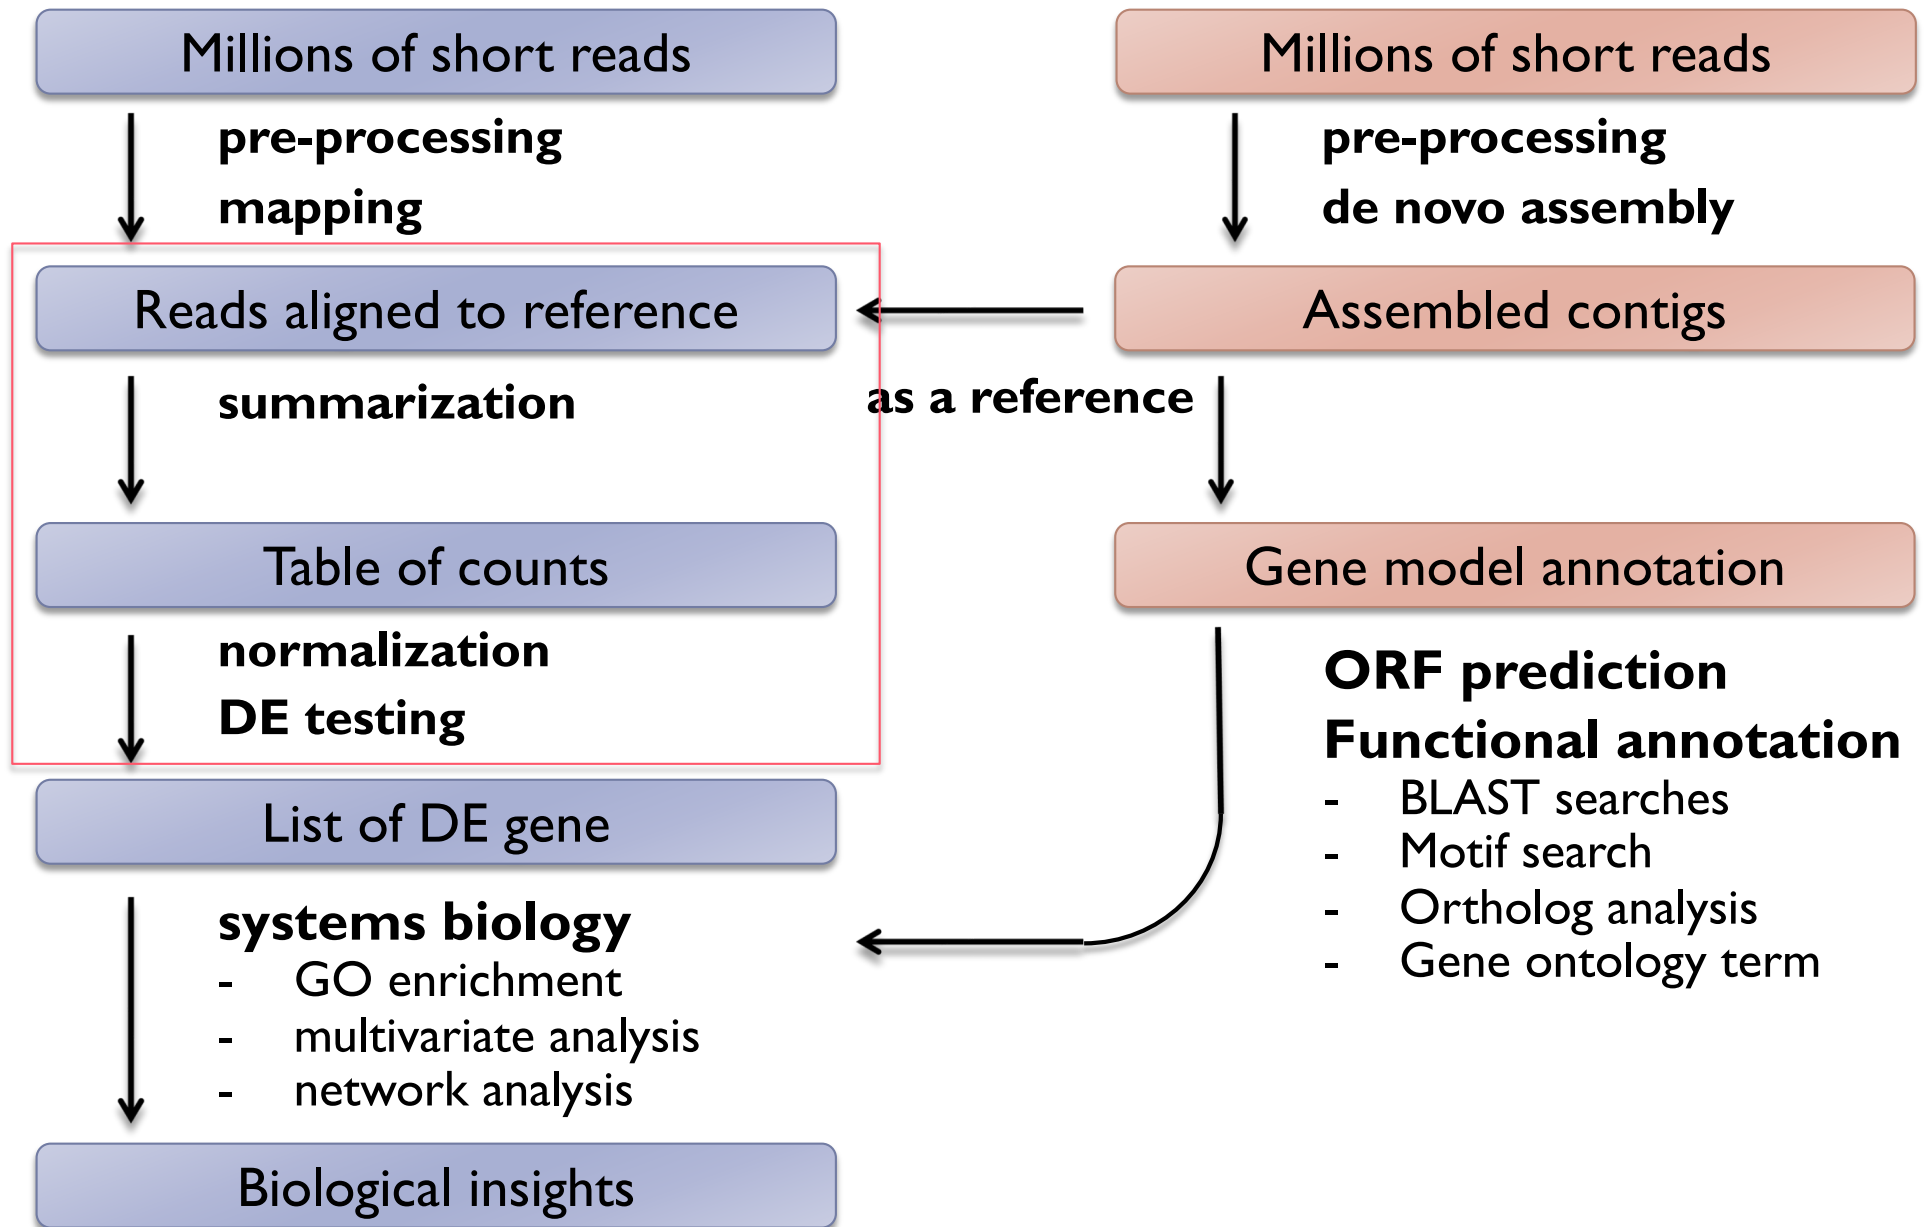 Millions of short reads
pre-processing
mapping
Reads aligned to reference
summarization
Table of counts
normalization
DE testing
List of DE gene
systems biology
- GO enrichment
- multivariate analysis
- network analysis
Biological insights
Millions of short reads
pre-processing
de novo assembly
Assembled contigs
as a reference
Gene model annotation
ORF prediction
Functional annotation
- BLAST searches
- Motif search
- Ortholog analysis
- Gene ontology term